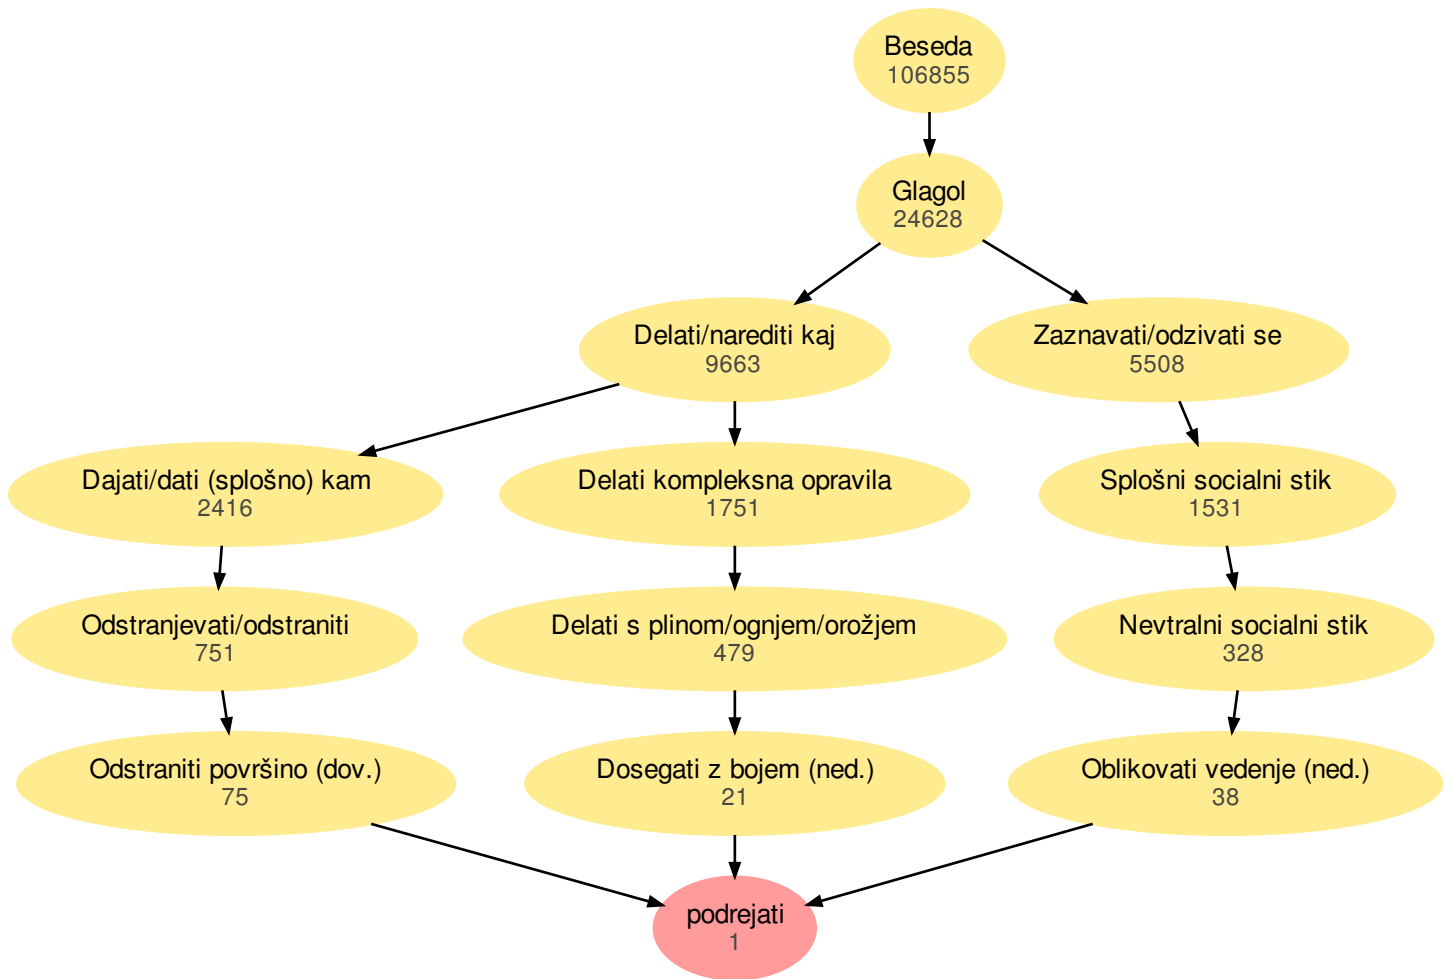 Beseda
106855
Glagol
24628
Delati/narediti kaj
9663
Zaznavati/odzivati se
5508
Dajati/dati (splošno) kam
2416
Delati kompleksna opravila
1751
Splošni socialni stik
1531
Odstranjevati/odstraniti
751
Delati s plinom/ognjem/orožjem
479
Nevtralni socialni stik
328
Odstraniti površino (dov.)
75
Dosegati z bojem (ned.)
21
Oblikovati vedenje (ned.)
38
podrejati
1